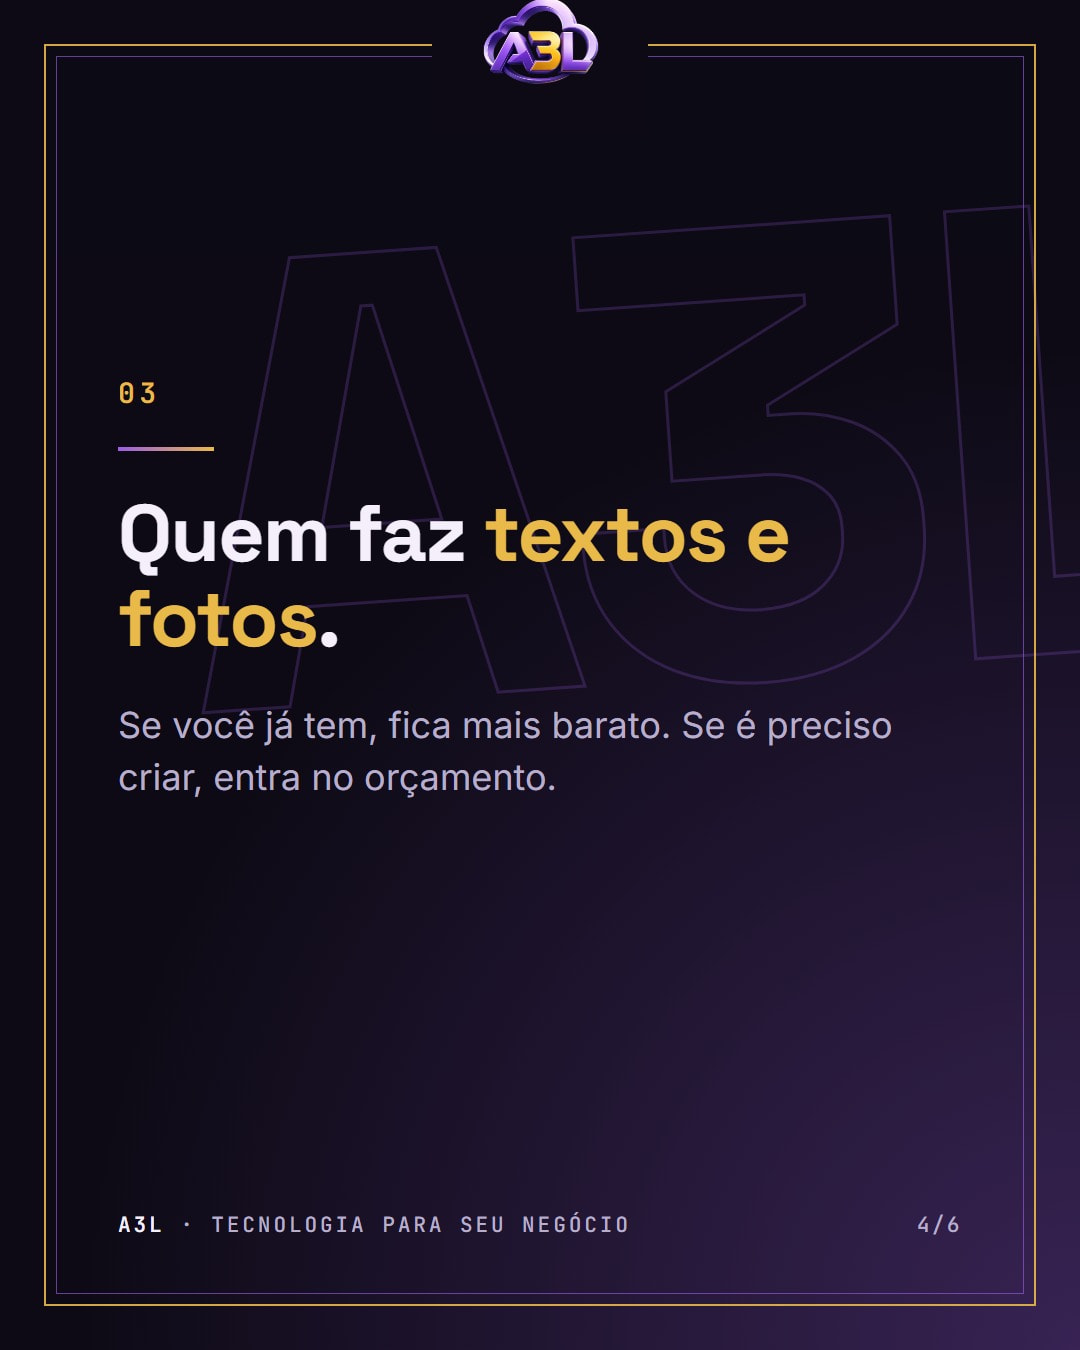 A3L
03
Quem faz textos e
fotos.
Se você já tem, fica mais barato. Se é preciso
criar, entra no orçamento.
A3L · TECNOLOGIA PARA SEU NEGÓCIO
4/6
A3L